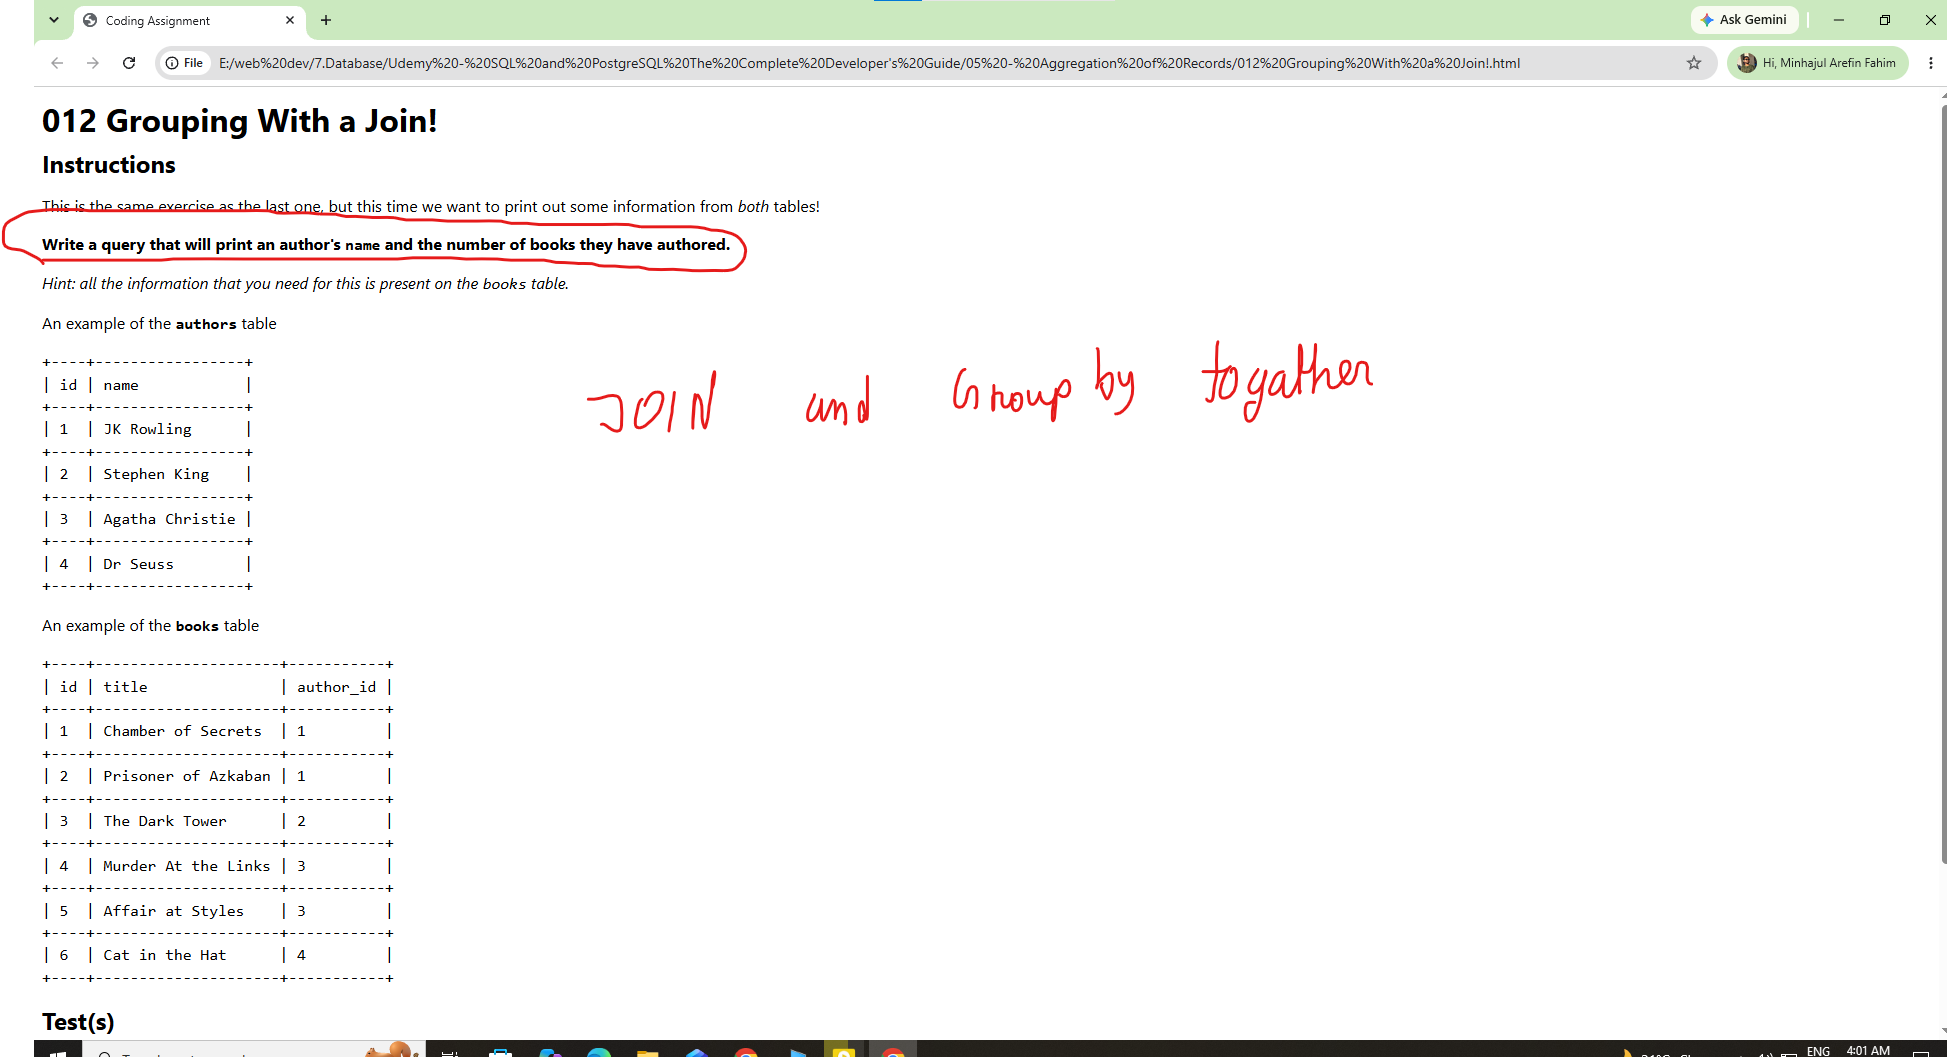 Coding Assignment
Ask Gemini
File E:/web%20dev/7.Database/Udemy%20-%20SQL%20and%20PostgreSQL%20The%20Complete%20Developer's%20Guide/05%20-%20Aggregation%20of%20Records/012%20Grouping%20With%20a%20Join!.html
Hi, Minhajul Arefin Fahim
012 Grouping With a Join!
Instructions
This is the same exercise as the last one, but this time we want to print out some information from both tables!
Write a query that will print an author's name and the number of books they have authored.
Hint: all the information that you need for this is present on the books table.
An example of the authors table
JOIN and Group by togather
+----+-----------------+
| id | name            |
+----+-----------------+
| 1  | JK Rowling      |
+----+-----------------+
| 2  | Stephen King    |
+----+-----------------+
| 3  | Agatha Christie |
+----+-----------------+
| 4  | Dr Seuss        |
+----+-----------------+
An example of the books table
+----+---------------------+-----------+
| id | title               | author_id |
+----+---------------------+-----------+
| 1  | Chamber of Secrets  | 1         |
+----+---------------------+-----------+
| 2  | Prisoner of Azkaban | 1         |
+----+---------------------+-----------+
| 3  | The Dark Tower      | 2         |
+----+---------------------+-----------+
| 4  | Murder At the Links | 3         |
+----+---------------------+-----------+
| 5  | Affair at Styles    | 3         |
+----+---------------------+-----------+
| 6  | Cat in the Hat      | 4         |
+----+---------------------+-----------+
Test(s)
ENG 4:01 AM